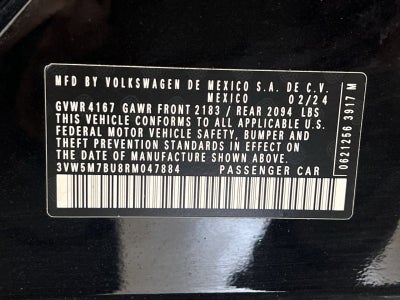 MFD BY VOLKSWAGEN DE MEXICO S.A. DE C.V.
MEXICO 02/24
GVWR 4167 GAWR FRONT 2183 / REAR 2094 LBS
THIS VEHICLE CONFORMS TO ALL APPLICABLE U.S.
FEDERAL MOTOR VEHICLE SAFETY, BUMPER AND
THEFT PREVENTION STANDARDS IN EFFECT ON
THE DATE OF MANUFACTURE SHOWN ABOVE.
3VW5M7BU8RM047884 PASSENGER CAR
0621256 3917 M